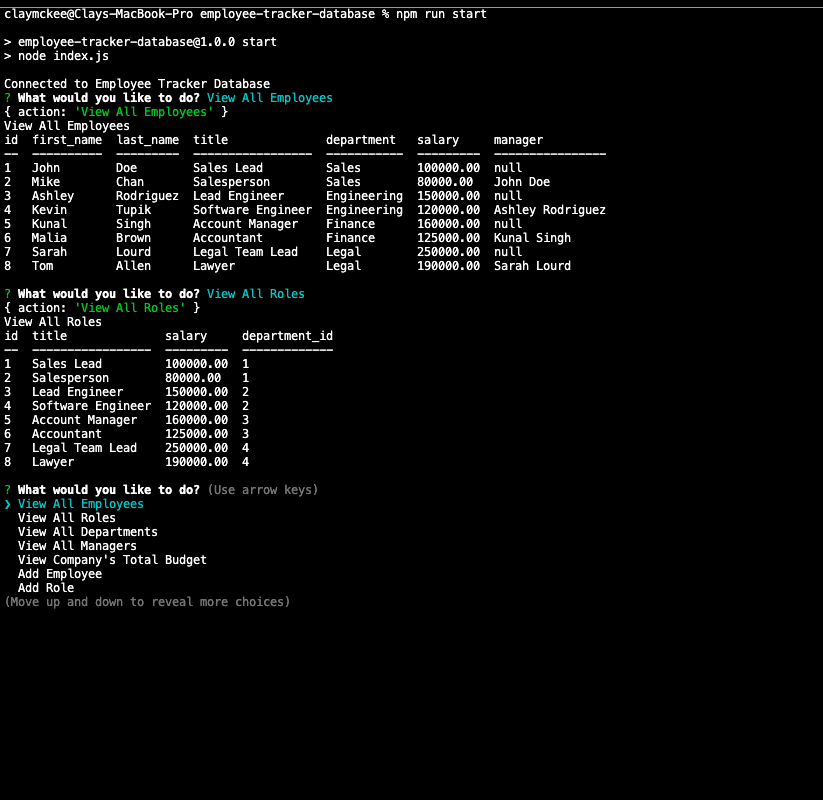 claymckee@Clays-MacBook-Pro employee-tracker-database % npm run start
> employee-tracker-database@1.0.0 start
> node index.js
Connected to Employee Tracker Database
? What would you like to do? View All Employees
{ action: 'View All Employees' }
View All Employees
id  first_name  last_name  title              department   salary     manager
--  ----------  ---------  -----------------  -----------  ---------  ----------------
1   John        Doe        Sales Lead         Sales        100000.00  null
2   Mike        Chan       Salesperson        Sales        80000.00   John Doe
3   Ashley      Rodriguez  Lead Engineer      Engineering  150000.00  null
4   Kevin       Tupik      Software Engineer  Engineering  120000.00  Ashley Rodriguez
5   Kunal       Singh      Account Manager    Finance      160000.00  null
6   Malia       Brown      Accountant         Finance      125000.00  Kunal Singh
7   Sarah       Lourd      Legal Team Lead    Legal        250000.00  null
8   Tom         Allen      Lawyer             Legal        190000.00  Sarah Lourd
? What would you like to do? View All Roles
{ action: 'View All Roles' }
View All Roles
id  title              salary     department_id
--  -----------------  ---------  -------------
1   Sales Lead         100000.00  1
2   Salesperson        80000.00   1
3   Lead Engineer      150000.00  2
4   Software Engineer  120000.00  2
5   Account Manager    160000.00  3
6   Accountant         125000.00  3
7   Legal Team Lead    250000.00  4
8   Lawyer             190000.00  4
? What would you like to do? (Use arrow keys)
❯ View All Employees
  View All Roles
  View All Departments
  View All Managers
  View Company's Total Budget
  Add Employee
  Add Role
(Move up and down to reveal more choices)